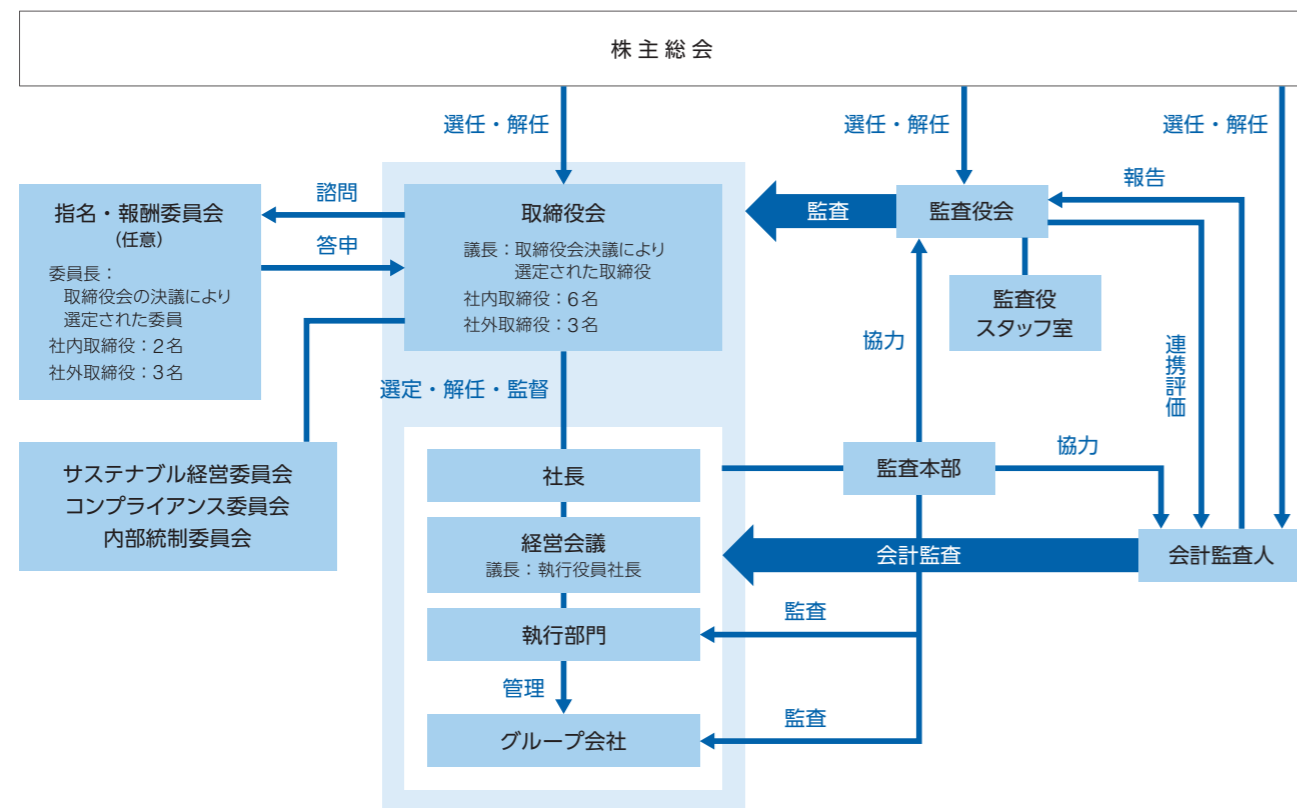 株主総会
選任・解任
選任・解任
選任・解任
指名・報酬委員会
(任意)
委員長：
取締役会の決議により
選定された委員
社内取締役：2名
社外取締役：3名
諮問
答申
取締役会
議長：取締役会決議により
選定された取締役
社内取締役：6名
社外取締役：3名
監査
監査役会
報告
監査役
スタッフ室
協力
連携評価
選定・解任・監督
サステナブル経営委員会
コンプライアンス委員会
内部統制委員会
社長
監査本部
協力
経営会議
議長：執行役員社長
会計監査
会計監査人
執行部門
監査
管理
グループ会社
監査